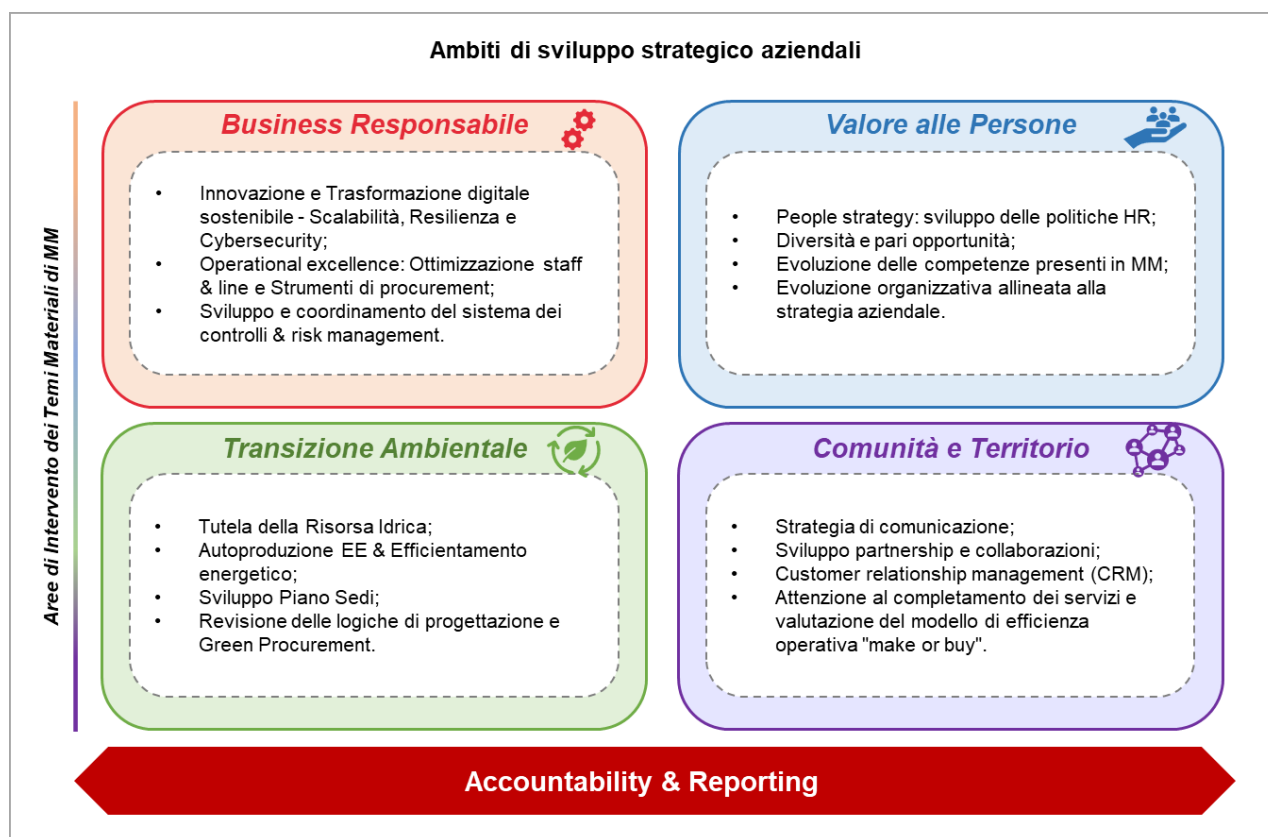 Ambiti di sviluppo strategico aziendali
Aree di Intervento dei Temi Materiali di MM
Business Responsabile
• Innovazione e Trasformazione digitale
sostenibile - Scalabilità, Resilienza e
Cybersecurity;
• Operational excellence: Ottimizzazione staff
& line e Strumenti di procurement;
• Sviluppo e coordinamento del sistema dei
controlli & risk management.
Valore alle Persone
• People strategy: sviluppo delle politiche HR;
• Diversità e pari opportunità;
• Evoluzione delle competenze presenti in MM;
• Evoluzione organizzativa allineata alla
strategia aziendale.
Transizione Ambientale
• Tutela della Risorsa Idrica;
• Autoproduzione EE & Efficientamento
energetico;
• Sviluppo Piano Sedi;
• Revisione delle logiche di progettazione e
Green Procurement.
Comunità e Territorio
• Strategia di comunicazione;
• Sviluppo partnership e collaborazioni;
• Customer relationship management (CRM);
• Attenzione al completamento dei servizi e
valutazione del modello di efficienza
operativa "make or buy".
Accountability & Reporting